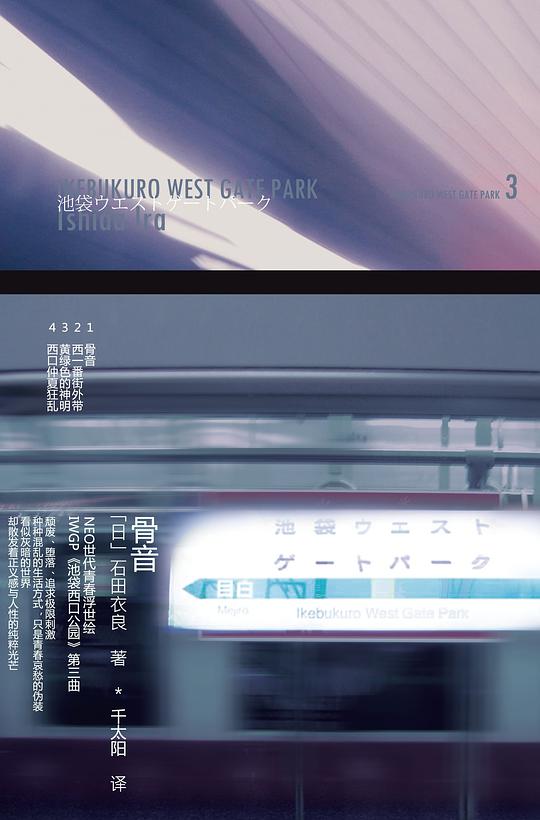 IKEBUKURO WEST GATE PARK
池袋ウエストゲートパーク
Ishida Ira
IKEBUKURO WEST GATE PARK 3
1 骨音
2 西一番街外带
3 黄绿色的神明
4 西口仲夏狂乱
骨音
「日」石田衣良 著 * 千太阳 译
NEO世代青春浮世绘
IWGP《池袋西口公园》第三曲
颓废、堕落、追求极限刺激
种种混乱的生活方式，只是青春哀愁的伪装
看似灰暗的世界
却散发着正义感与人性的纯粹光芒
池袋ウエスト
ゲートパーク
目白
Mejiro
Ikebukuro West Gate Park